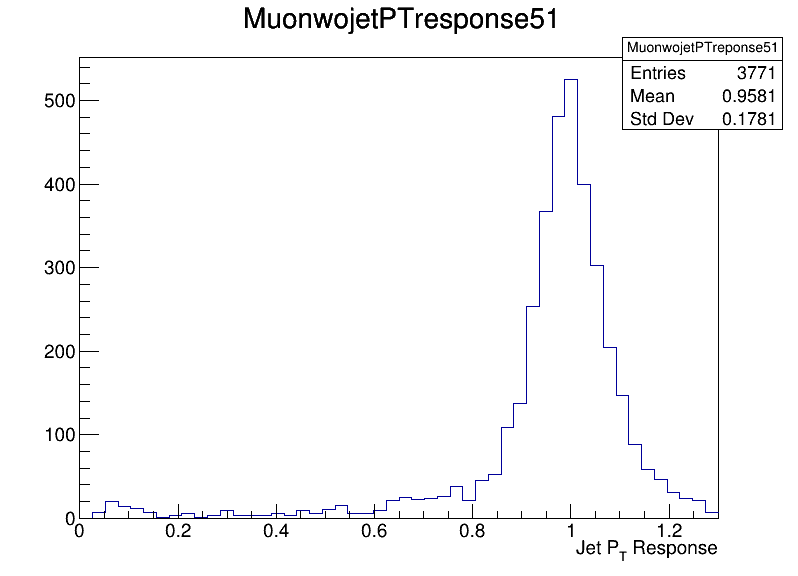 MuonwojetPTresponse51
MuonwojetPTreponse51
Entries 3771
Mean 0.9581
Std Dev 0.1781
500
400
300
200
100
0
0 0.2 0.4 0.6 0.8 1 1.2
Jet PT Response